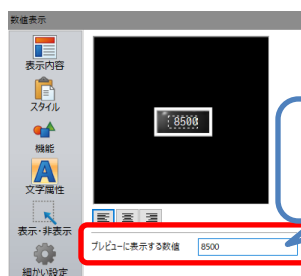 数値表示
表示内容
スタイル
機能
文字属性
表示・非表示
細かい設定
8500
プレビューに表示する数値
8500